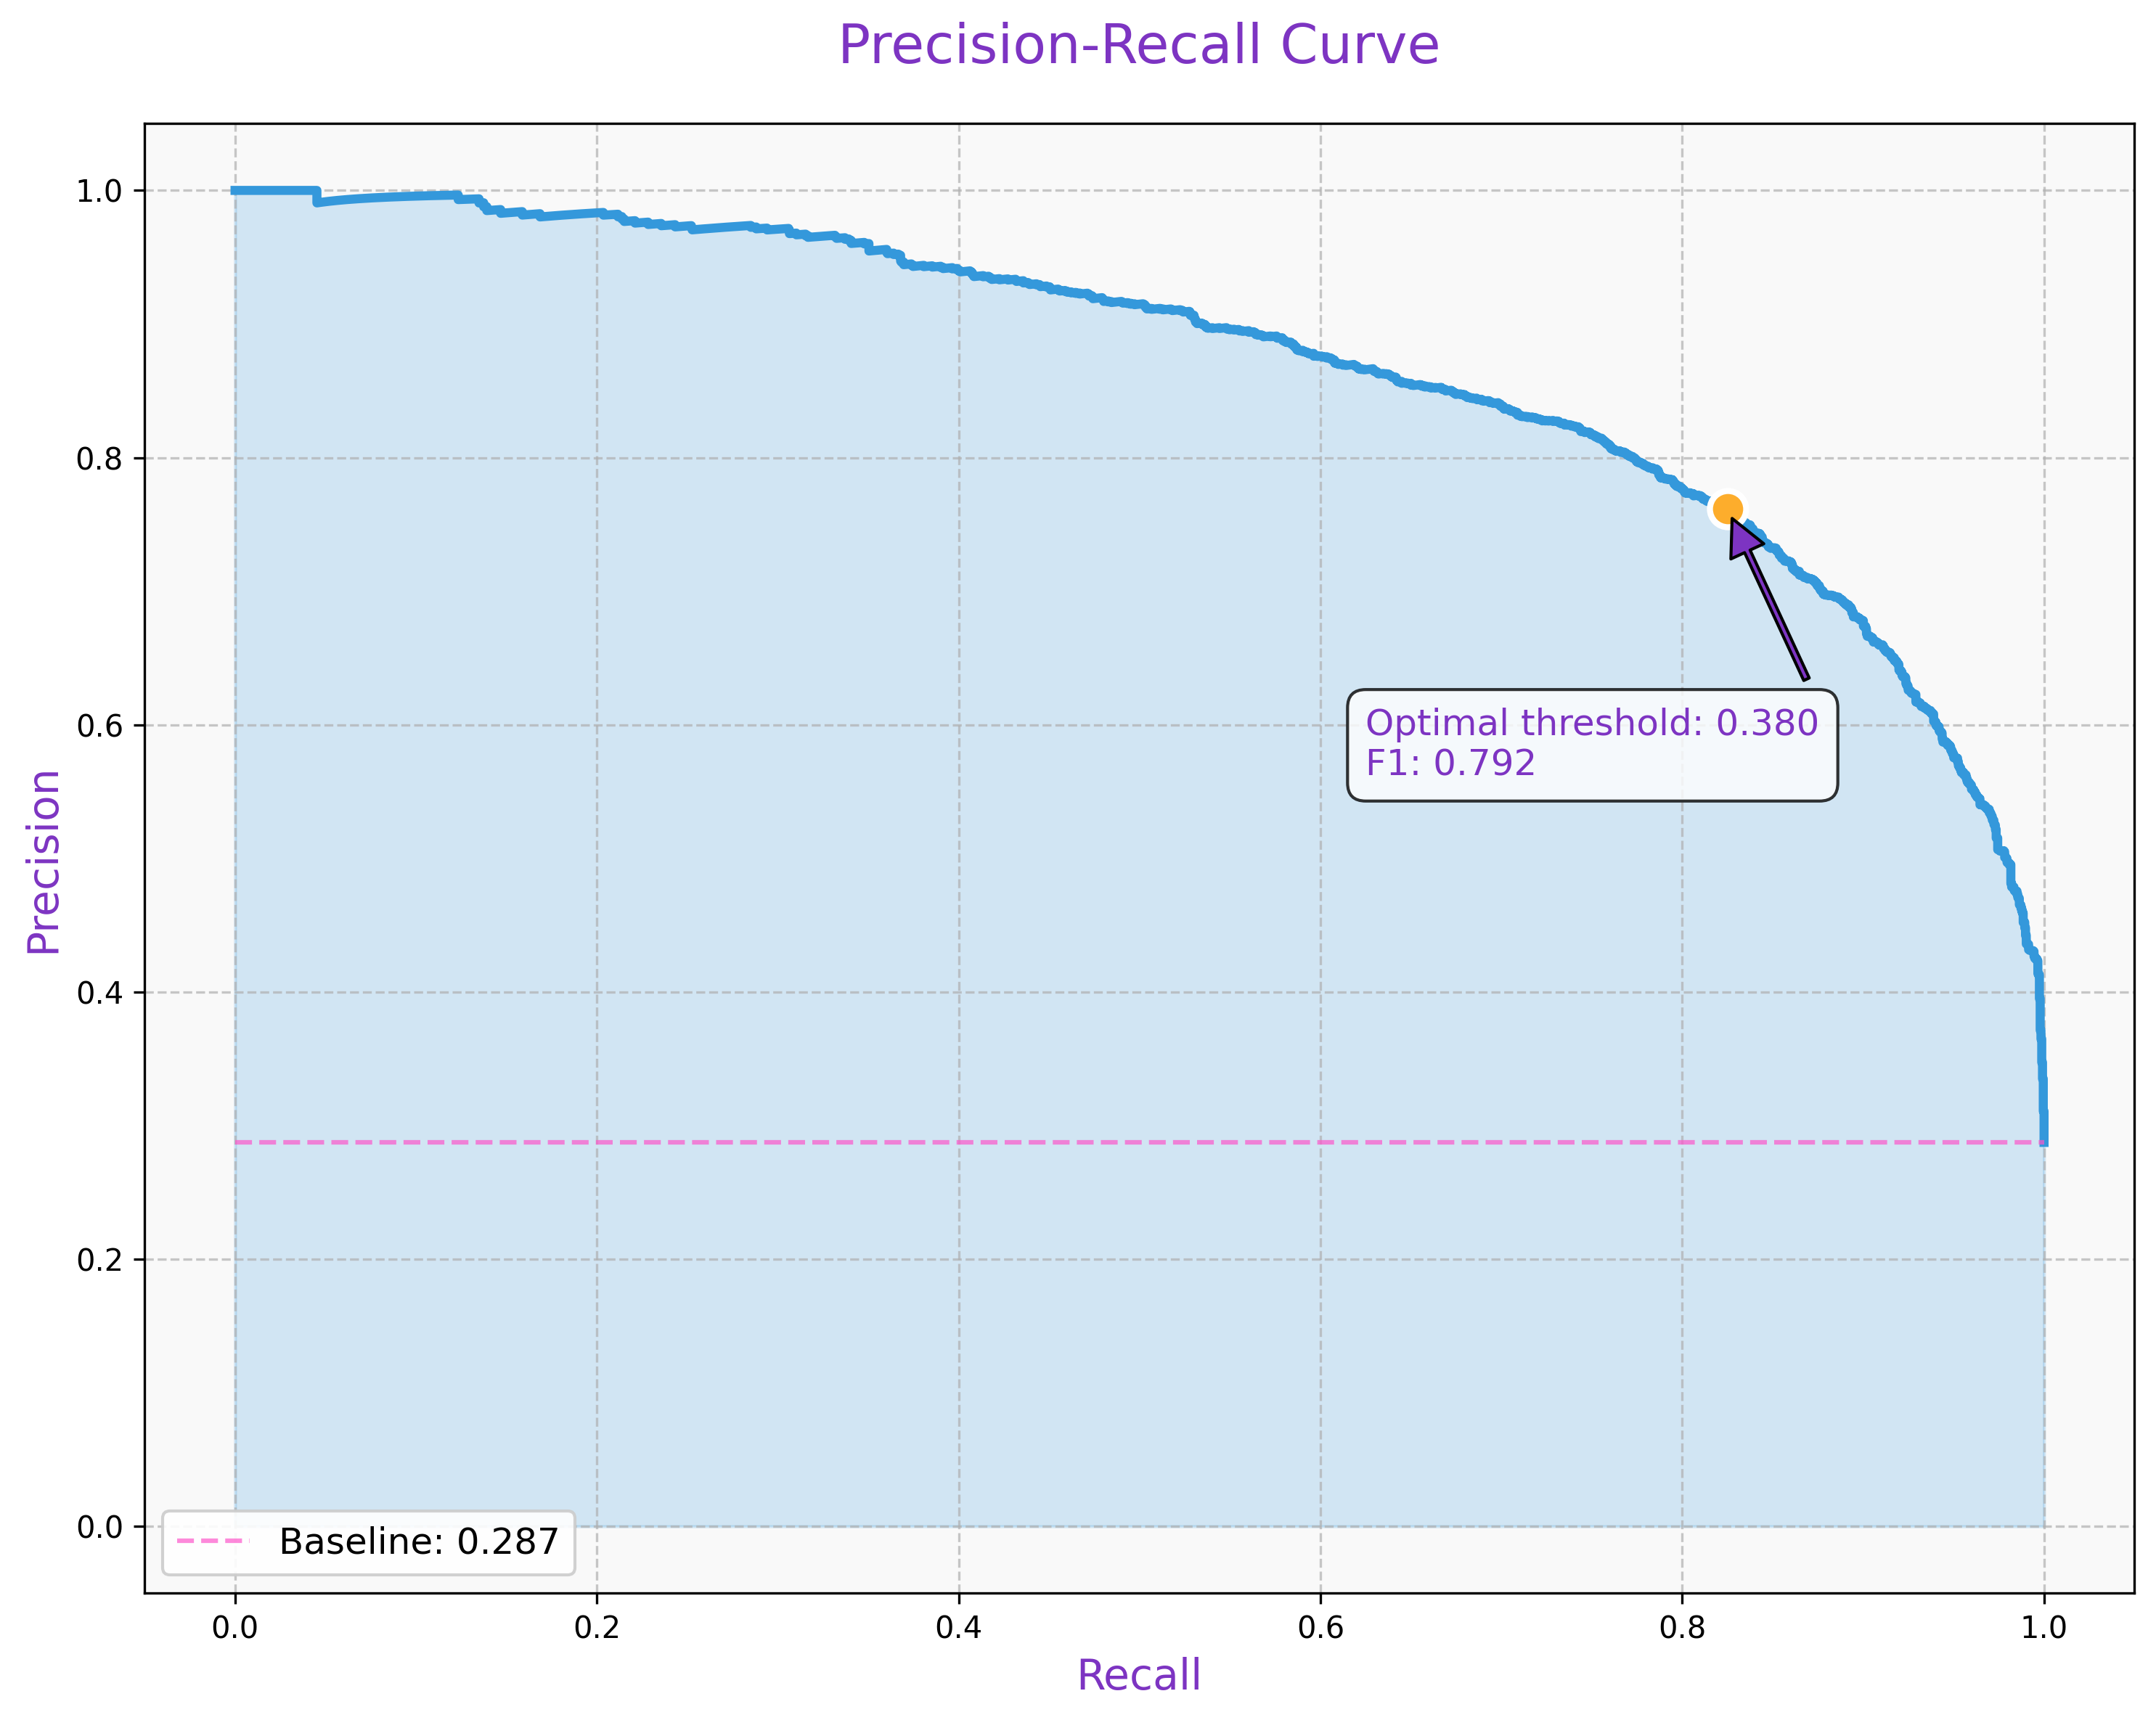 Precision-Recall Curve
Precision
1.0
0.8
0.6
0.4
0.2
0.0
Optimal threshold: 0.380
F1: 0.792
Baseline: 0.287
0.0 0.2 0.4 0.6 0.8 1.0
Recall